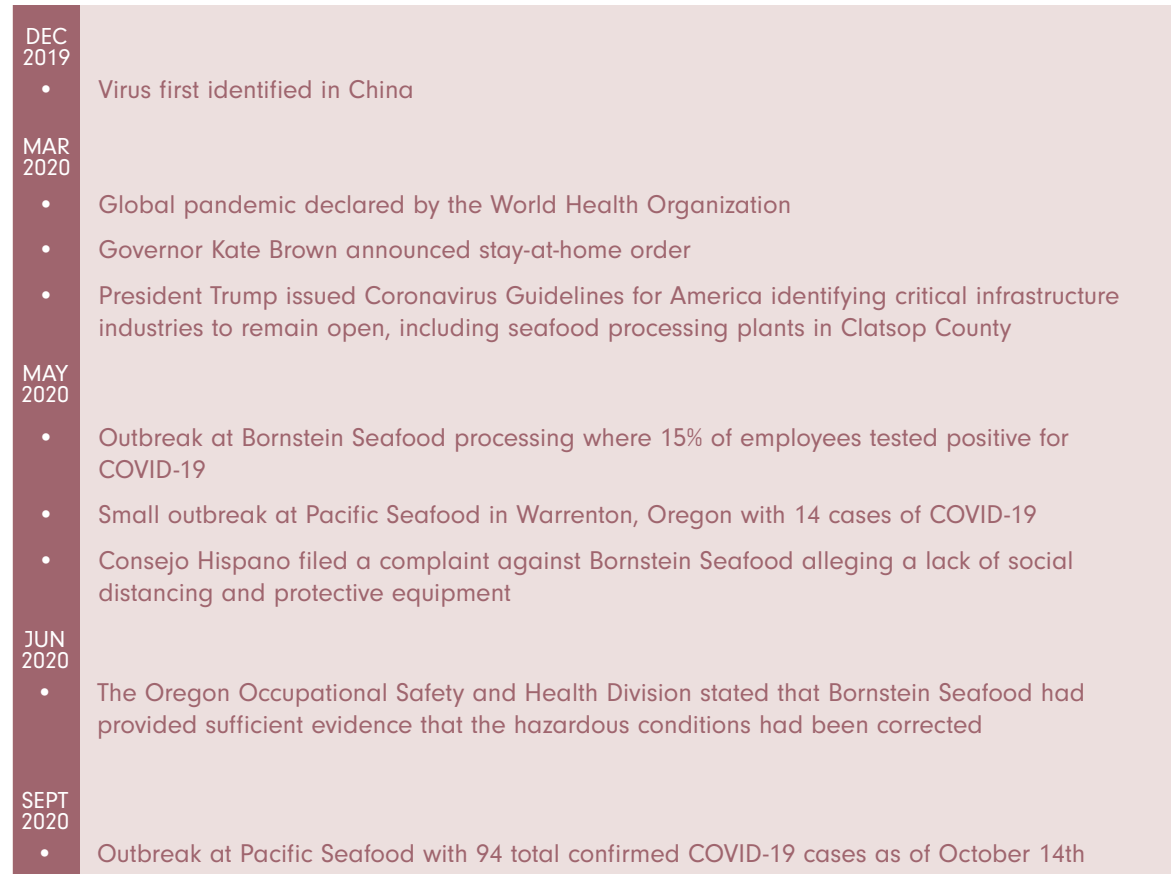 DEC
2019
• Virus first identified in China
MAR
2020
• Global pandemic declared by the World Health Organization
• Governor Kate Brown announced stay-at-home order
• President Trump issued Coronavirus Guidelines for America identifying critical infrastructure
industries to remain open, including seafood processing plants in Clatsop County
MAY
2020
• Outbreak at Bornstein Seafood processing where 15% of employees tested positive for
COVID-19
• Small outbreak at Pacific Seafood in Warrenton, Oregon with 14 cases of COVID-19
• Consejo Hispano filed a complaint against Bornstein Seafood alleging a lack of social
distancing and protective equipment
JUN
2020
• The Oregon Occupational Safety and Health Division stated that Bornstein Seafood had
provided sufficient evidence that the hazardous conditions had been corrected
SEPT
2020
• Outbreak at Pacific Seafood with 94 total confirmed COVID-19 cases as of October 14th